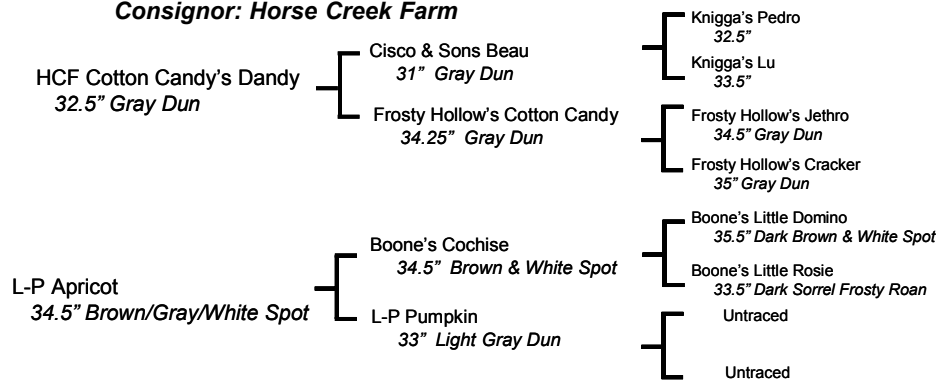 Consignor: Horse Creek Farm
HCF Cotton Candy’s Dandy
32.5” Gray Dun
Cisco & Sons Beau
31” Gray Dun
Frosty Hollow’s Cotton Candy
34.25” Gray Dun
Knigga’s Pedro
32.5”
Knigga’s Lu
33.5”
Frosty Hollow’s Jethro
34.5” Gray Dun
Frosty Hollow’s Cracker
35” Gray Dun
L-P Apricot
34.5” Brown/Gray/White Spot
Boone’s Cochise
34.5” Brown & White Spot
L-P Pumpkin
33” Light Gray Dun
Boone’s Little Domino
35.5” Dark Brown & White Spot
Boone’s Little Rosie
33.5” Dark Sorrel Frosty Roan
Untraced
Untraced